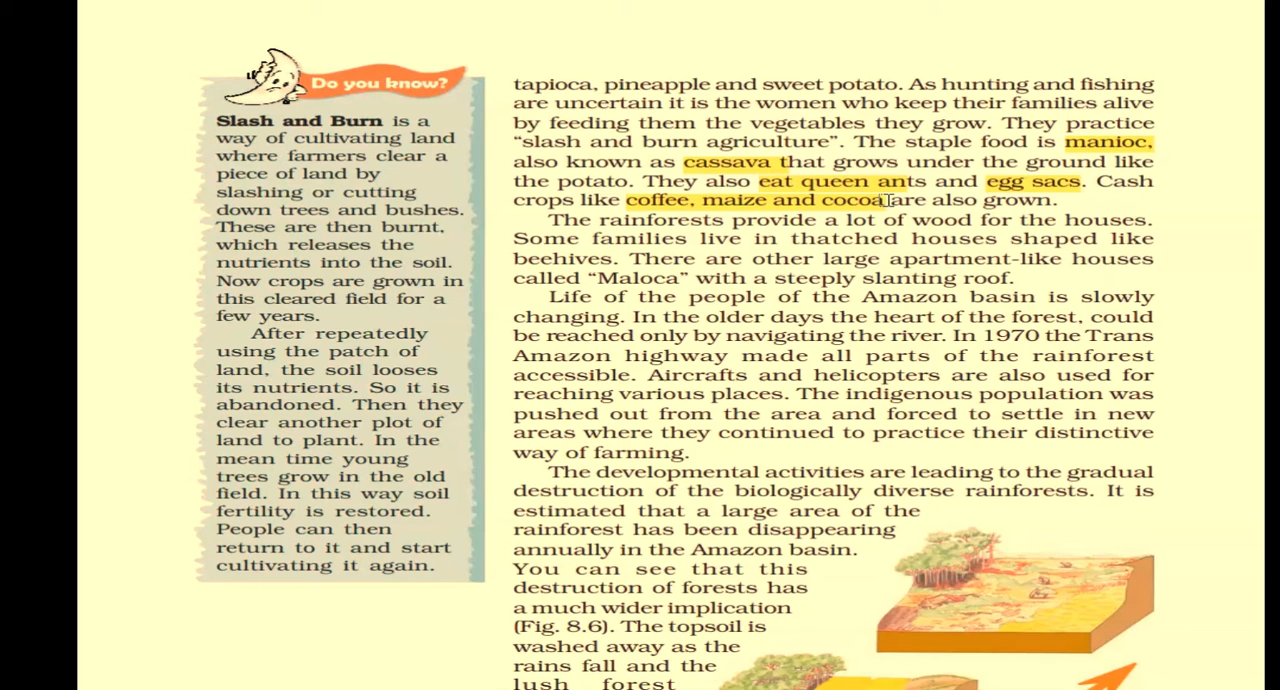 Do you know?
Slash and Burn is a
way of cultivating land
where farmers clear a
piece of land by
slashing or cutting
down trees and bushes.
These are then burnt,
which releases the
nutrients into the soil.
Now crops are grown in
this cleared field for a
few years.
After repeatedly
using the patch of
land, the soil looses
its nutrients. So it is
abandoned. Then they
clear another plot of
land to plant. In the
mean time young
trees grow in the old
field. In this way soil
fertility is restored.
People can then
return to it and start
cultivating it again.
tapioca, pineapple and sweet potato. As hunting and fishing
are uncertain it is the women who keep their families alive
by feeding them the vegetables they grow. They practice
“slash and burn agriculture”. The staple food is manioc,
also known as cassava that grows under the ground like
the potato. They also eat queen ants and egg sacs. Cash
crops like coffee, maize and cocoa are also grown.
The rainforests provide a lot of wood for the houses.
Some families live in thatched houses shaped like
beehives. There are other large apartment-like houses
called “Maloca” with a steeply slanting roof.
Life of the people of the Amazon basin is slowly
changing. In the older days the heart of the forest, could
be reached only by navigating the river. In 1970 the Trans
Amazon highway made all parts of the rainforest
accessible. Aircrafts and helicopters are also used for
reaching various places. The indigenous population was
pushed out from the area and forced to settle in new
areas where they continued to practice their distinctive
way of farming.
The developmental activities are leading to the gradual
destruction of the biologically diverse rainforests. It is
estimated that a large area of the
rainforest has been disappearing
annually in the Amazon basin.
You can see that this
destruction of forests has
a much wider implication
(Fig. 8.6). The topsoil is
washed away as the
rains fall and the
lush forest